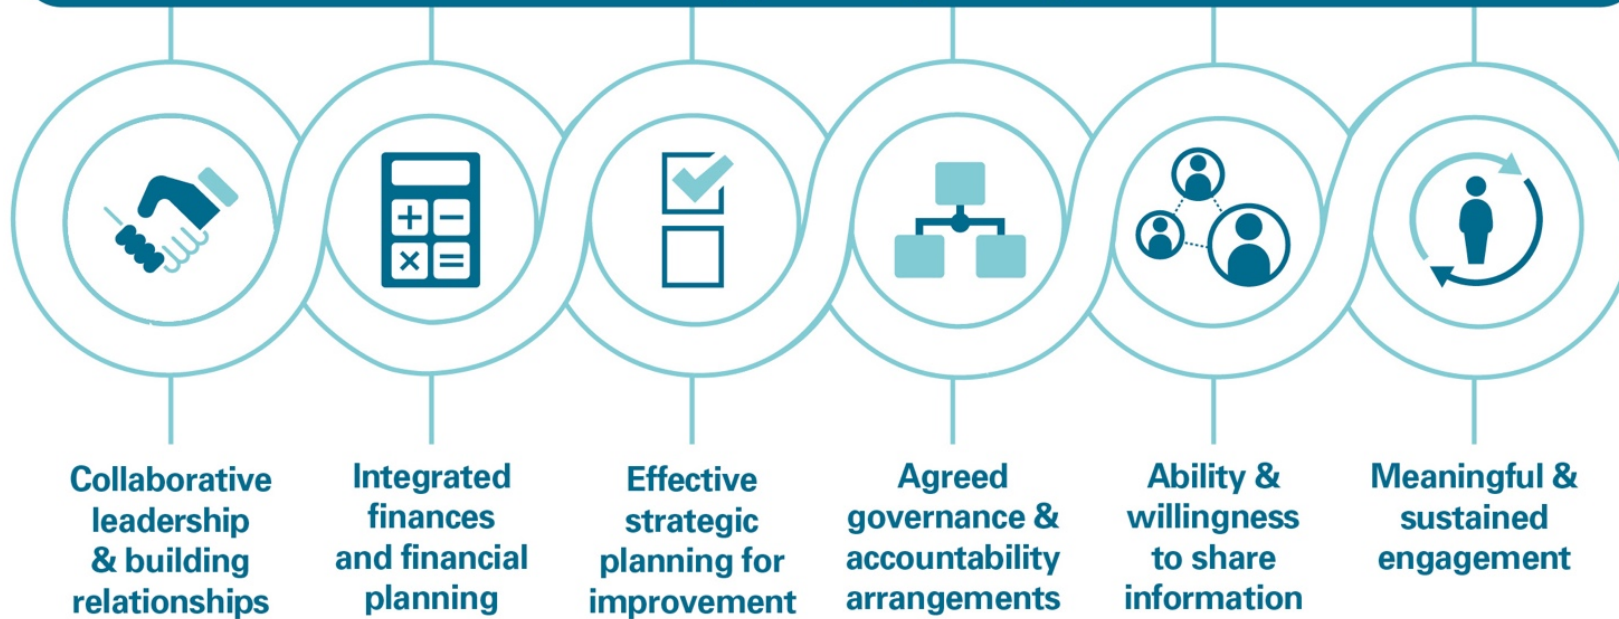 Collaborative
leadership
& building
relationships
Integrated
finances
and financial
planning
Effective
strategic
planning for
improvement
Agreed
governance &
accountability
arrangements
Ability &
willingness
to share
information
Meaningful &
sustained
engagement